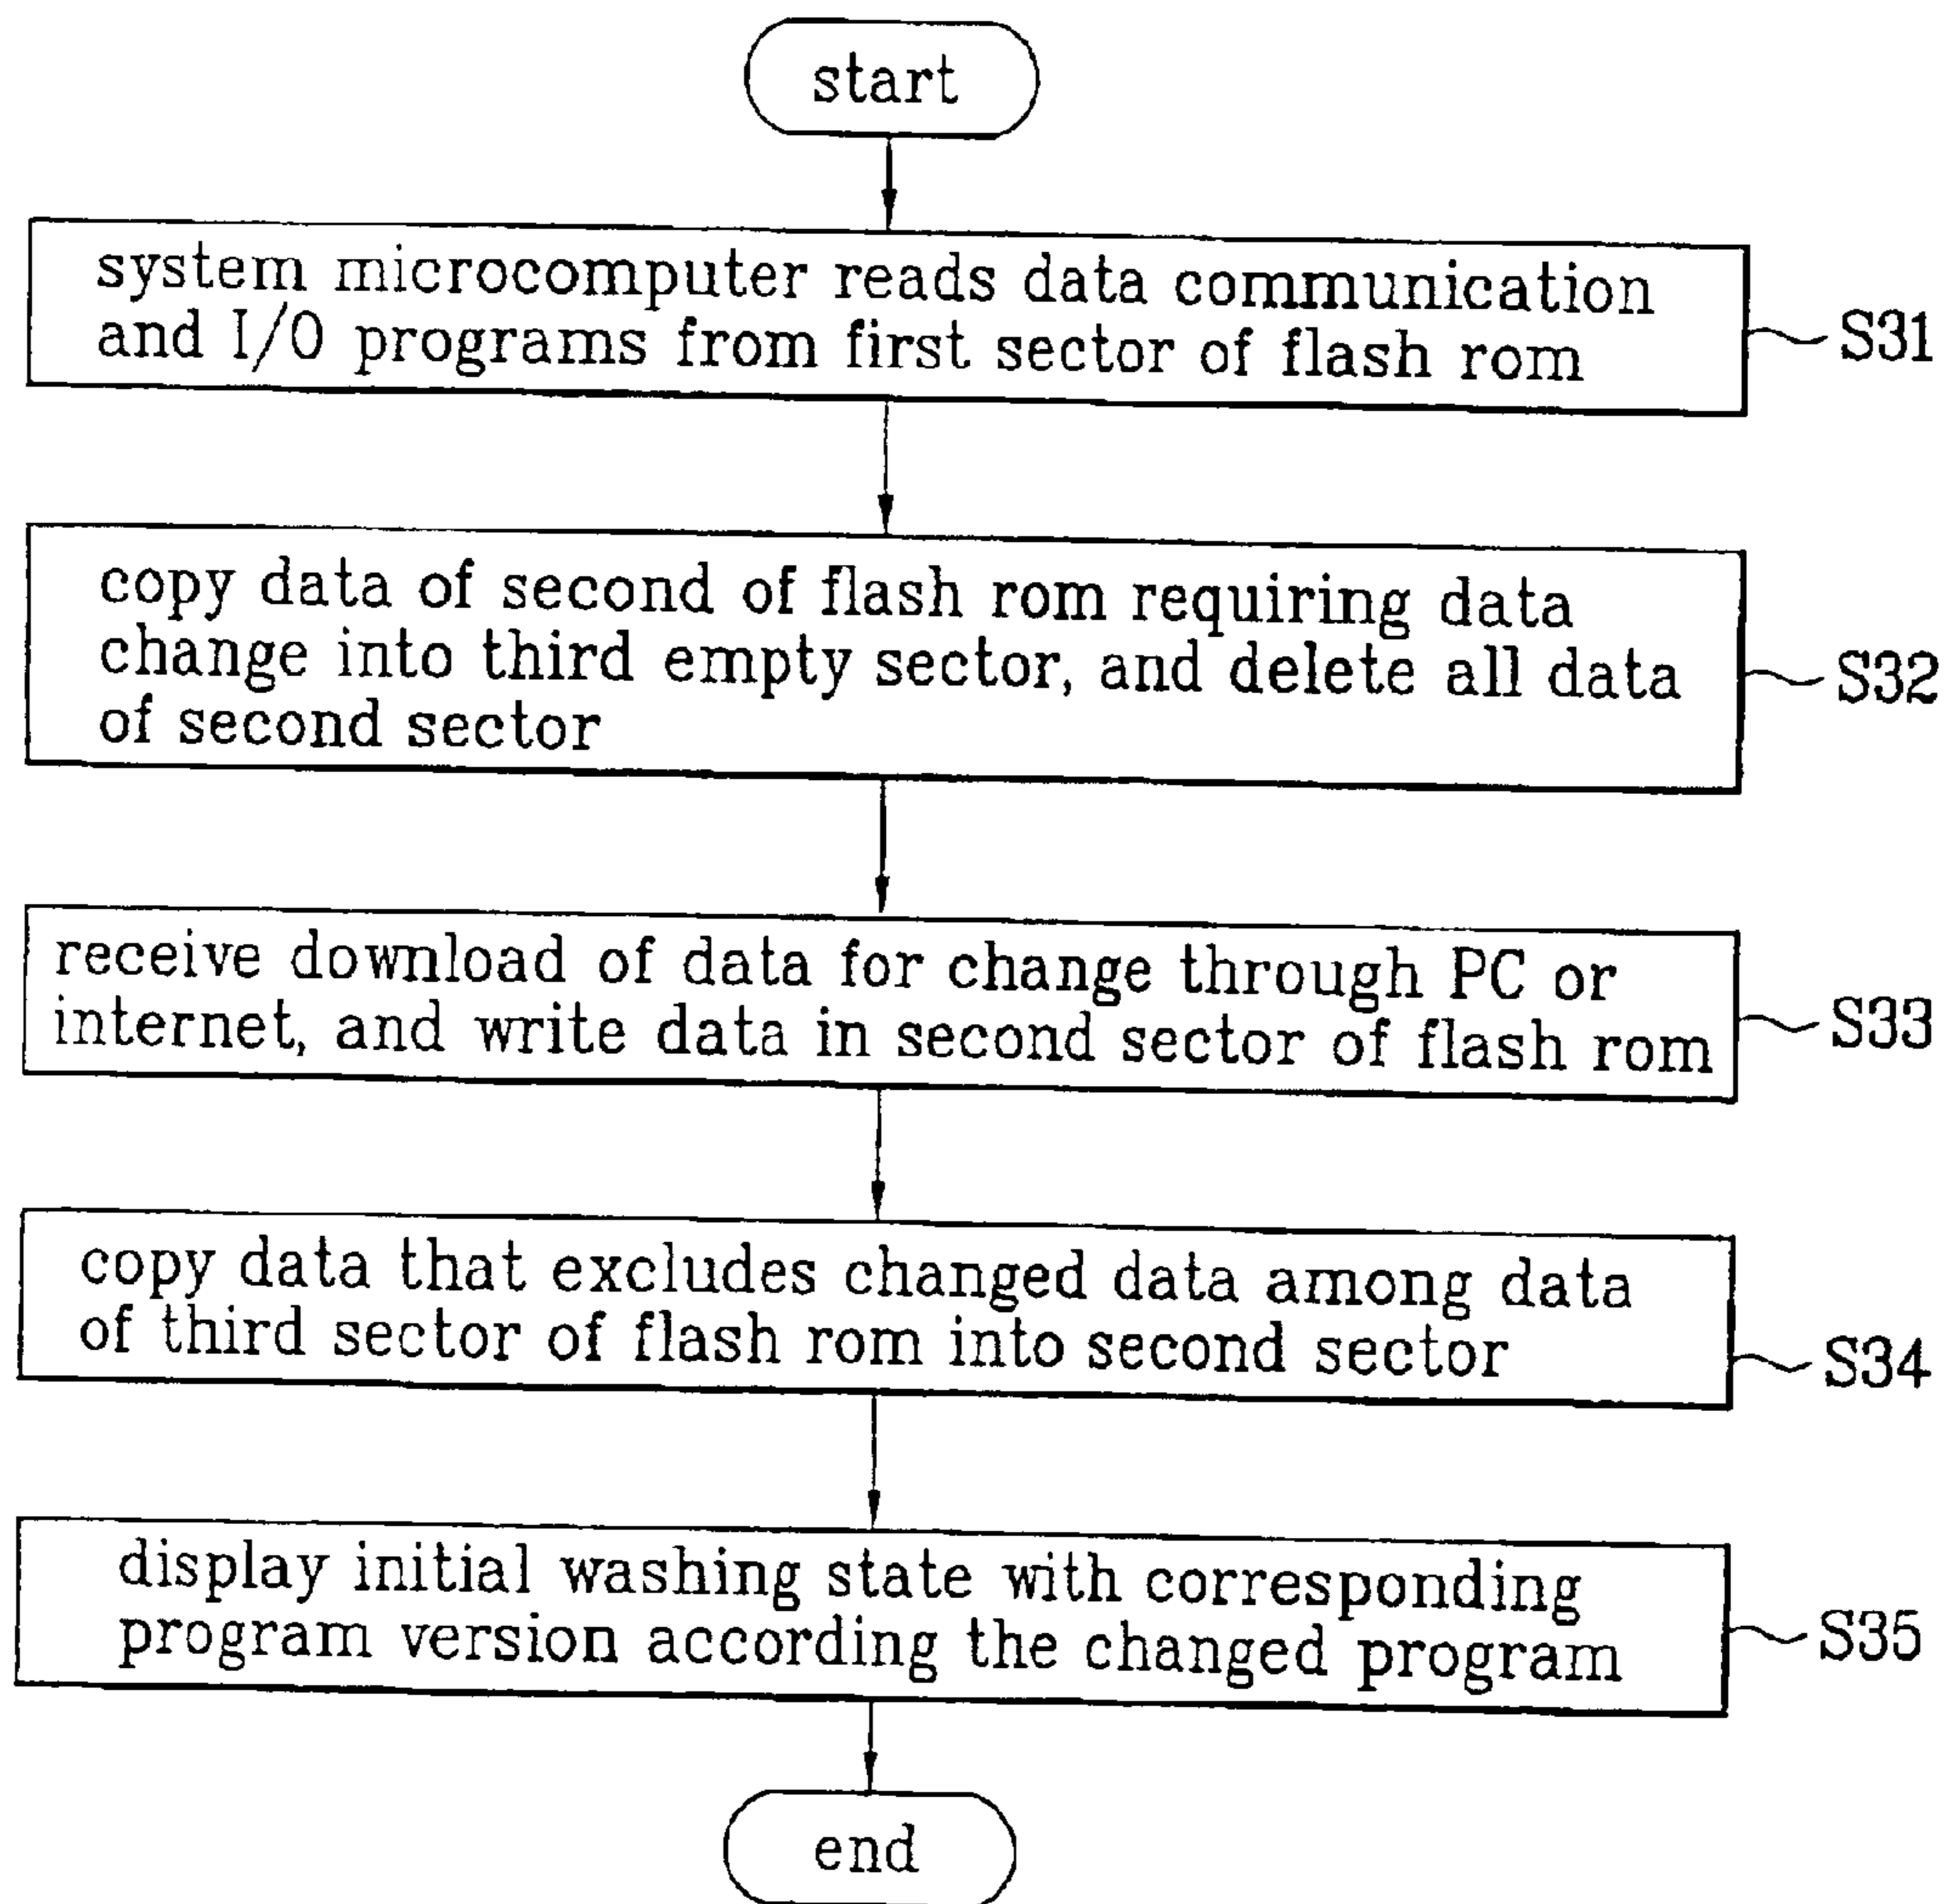 start
system microcomputer reads data communication
and I/O programs from first sector of flash rom
S31
copy data of second of flash rom requiring data
change into third empty sector, and delete all data
of second sector
S32
receive download of data for change through PC or
internet, and write data in second sector of flash rom
S33
copy data that excludes changed data among data
of third sector of flash rom into second sector
S34
display initial washing state with corresponding
program version according the changed program
S35
end